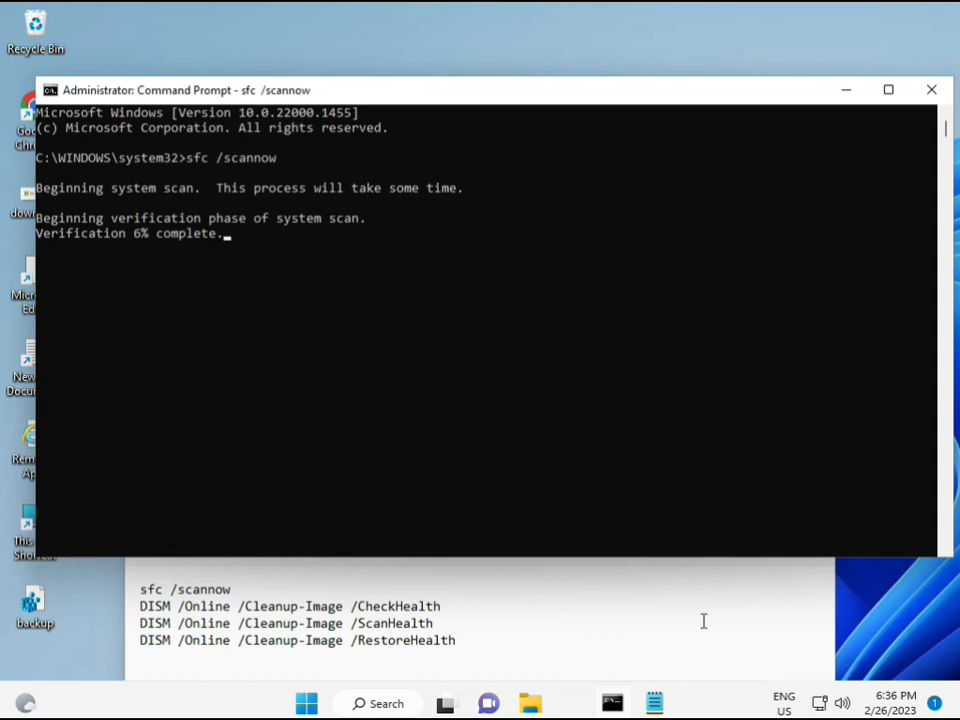 Recycle Bin
Administrator: Command Prompt - sfc /scannow
Microsoft Windows [Version 10.0.22000.1455]
(c) Microsoft Corporation. All rights reserved.
C:\WINDOWS\system32>sfc /scannow
Beginning system scan.  This process will take some time.
Beginning verification phase of system scan.
Verification 6% complete.
backup
sfc /scannow
DISM /Online /Cleanup-Image /CheckHealth
DISM /Online /Cleanup-Image /ScanHealth
DISM /Online /Cleanup-Image /RestoreHealth
Search
ENG
US
6:36 PM
2/26/2023
1